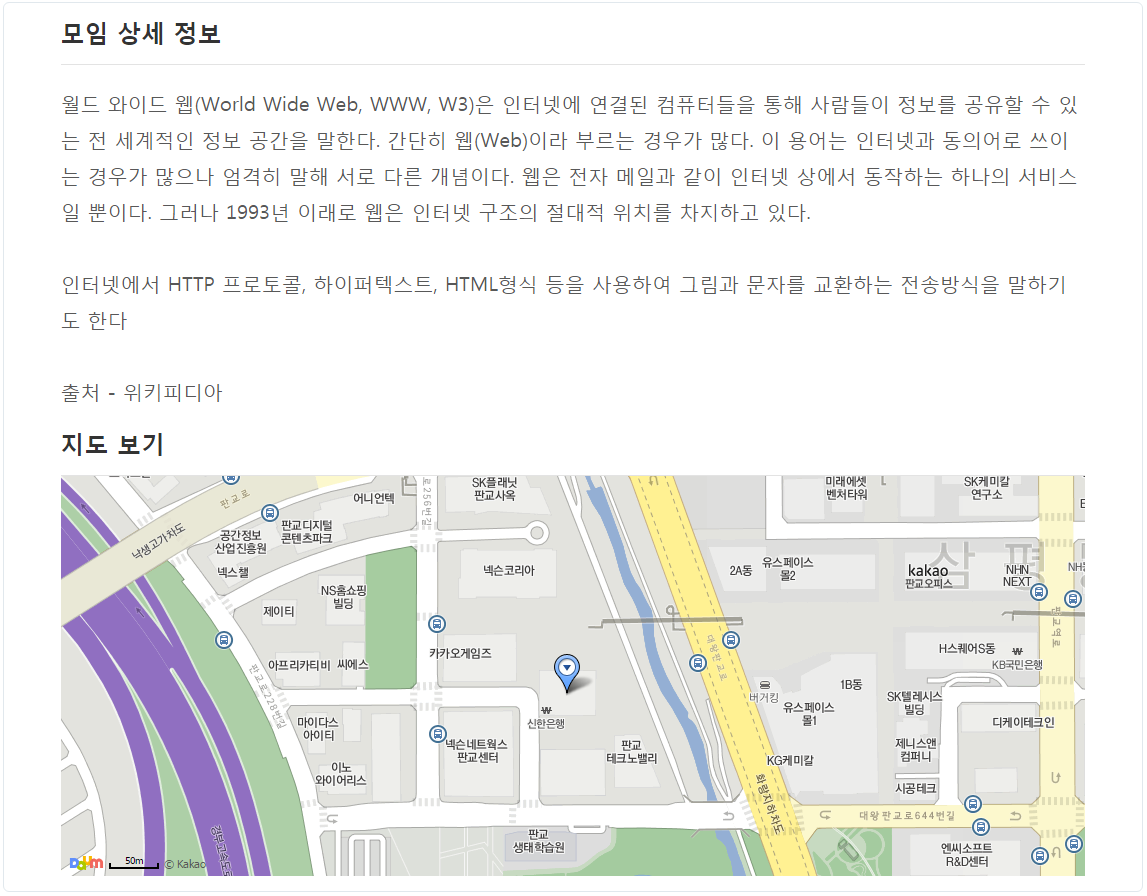 모임 상세 정보
월드 와이드 웹(World Wide Web, WWW, W3)은 인터넷에 연결된 컴퓨터들을 통해 사람들이 정보를 공유할 수 있
는 전 세계적인 정보 공간을 말한다. 간단히 웹(Web)이라 부르는 경우가 많다. 이 용어는 인터넷과 동의어로 쓰이
는 경우가 많으나 엄격히 말해 서로 다른 개념이다. 웹은 전자 메일과 같이 인터넷 상에서 동작하는 하나의 서비스
일 뿐이다. 그러나 1993년 이래로 웹은 인터넷 구조의 절대적 위치를 차지하고 있다.
인터넷에서 HTTP 프로토콜, 하이퍼텍스트, HTML형식 등을 사용하여 그림과 문자를 교환하는 전송방식을 말하기
도 한다
출처 - 위키피디아
지도 보기
SK플래닛
판교사옥
미래에셋
벤처타워
SK케미칼
연구소
어니언텍
판교로
로256번길
판교디지털
콘텐츠파크
공간정보
산업진흥원
낙생고가차도
넥스챌
넥슨코리아
2A동
유스페이스
몰2
kakao
판교오피스
삼평
NHN
NEXT
NH
NS홈쇼핑
빌딩
제이티
카카오게임즈
대왕판교로
판교역로
H스퀘어S동
KB국민은행
아프리카티비
씨에스
판교로228번길
1B동
버거킹
유스페이스
몰1
SK텔레시스
빌딩
신한은행
마이다스
아이티
디케이테크인
넥슨네트웍스
판교센터
판교
테크노밸리
제니스앤
컴퍼니
KG케미칼
이노
와이어리스
시공테크
화랑지하차도
대왕판교로644번길
판교
생태학습원
엔씨소프트
R&D센터
경부고속도로
Daum
50m
© Kakao